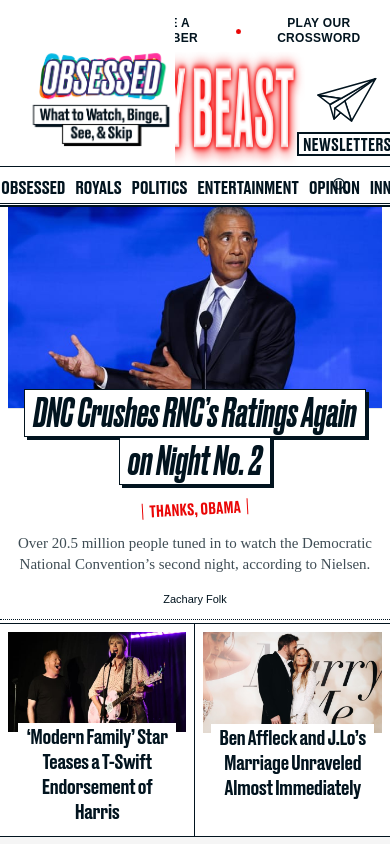 E A
BER
PLAY OUR
CROSSWORD
OBSESSED
What to Watch, Binge,
See, & Skip
Y BEAST
NEWSLETTERS
OBSESSED ROYALS POLITICS ENTERTAINMENT OPINION INN
DNC Crushes RNC’s Ratings Again
on Night No. 2
THANKS, OBAMA
Over 20.5 million people tuned in to watch the Democratic
National Convention’s second night, according to Nielsen.
Zachary Folk
‘Modern Family’ Star
Teases a T-Swift
Endorsement of
Harris
Marry
Me
Ben Affleck and J.Lo’s
Marriage Unraveled
Almost Immediately